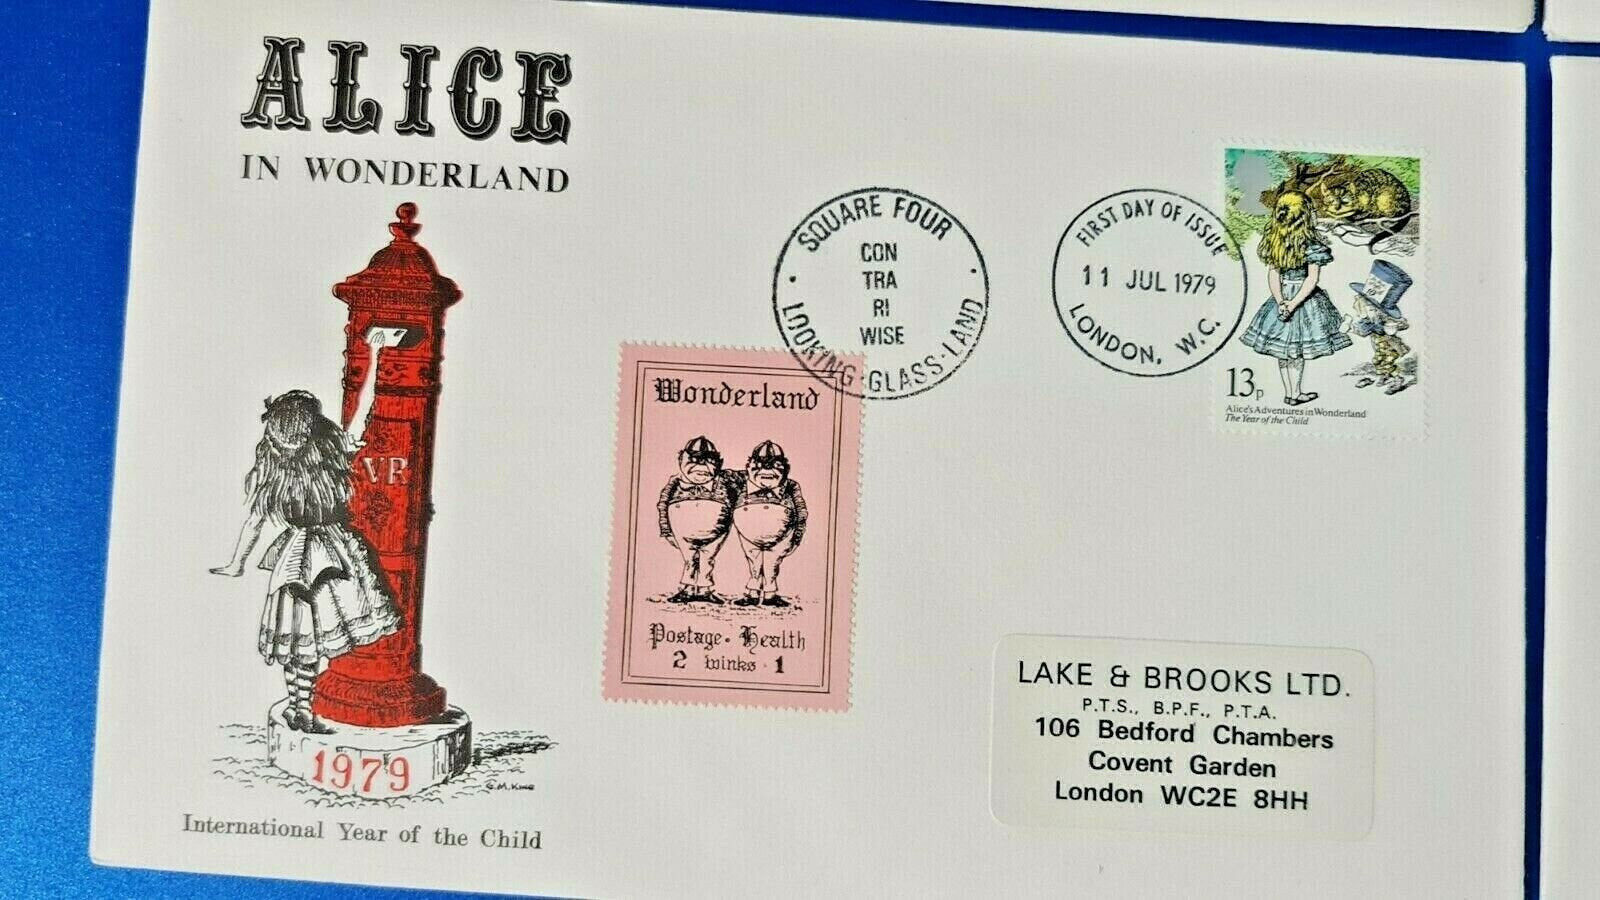 ALICE
IN WONDERLAND
VR
1979
G.M. KING
International Year of the Child
SQUARE FOUR
CON
TRA
RI
WISE
LOOKING-GLASS-LAND
Wonderland
Postage · Health
2 winks · 1
FIRST DAY OF ISSUE
11 JUL 1979
LONDON, W.C.
13p
Alice's Adventures in Wonderland
The Year of the Child
LAKE & BROOKS LTD.
P.T.S., B.P.F., P.T.A.
106 Bedford Chambers
Covent Garden
London WC2E 8HH